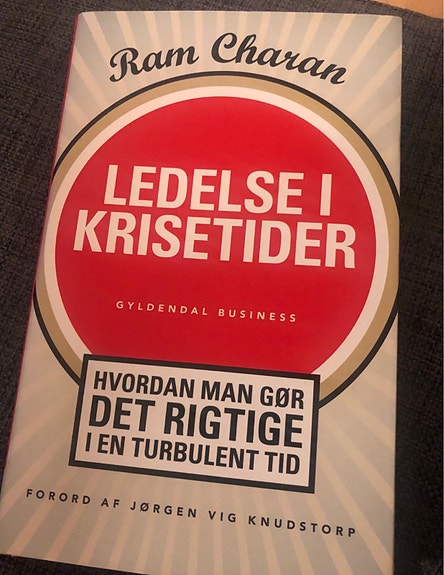 Ram Charan
LEDELSE I
KRISETIDER
GYLDENDAL BUSINESS
HVORDAN MAN GØR
DET RIGTIGE
I EN TURBULENT TID
FORORD AF JØRGEN VIG KNUDSTORP